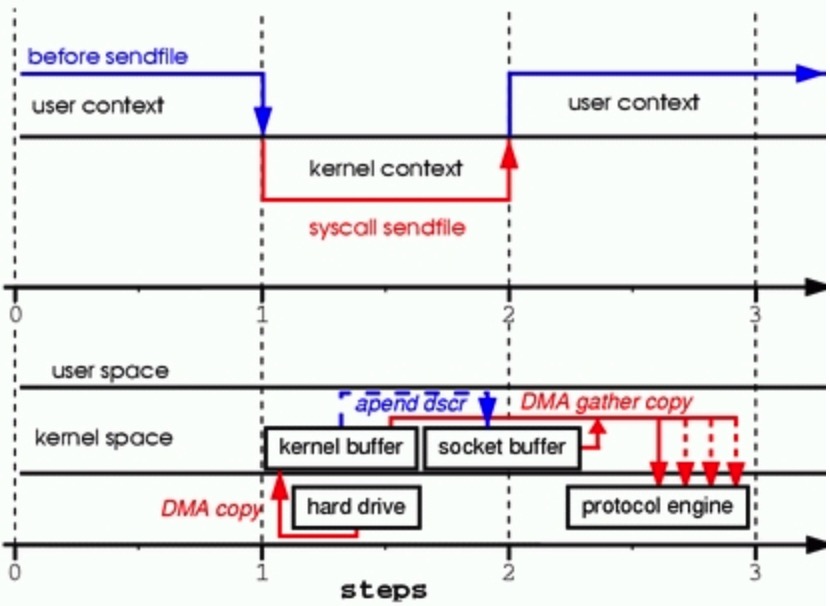 before sendfile
user context
user context
kernel context
syscall sendfile
0 1 2 3
user space
apend dscr
DMA gather copy
kernel space
kernel buffer
socket buffer
DMA copy
hard drive
protocol engine
0 1 2 3
steps